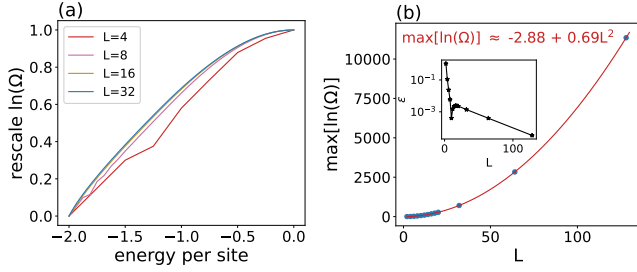 (a)
rescale ln(Ω)
1.0
0.8
0.6
0.4
0.2
0.0
L=4
L=8
L=16
L=32
−2.0 −1.5 −1.0 −0.5 0.0
energy per site
(b)
max[ln(Ω)]
10000
7500
5000
2500
0
max[ln(Ω)] ≈ -2.88 + 0.69L²
ε
10⁻¹
10⁻³
0 100
L
0 50 100
L